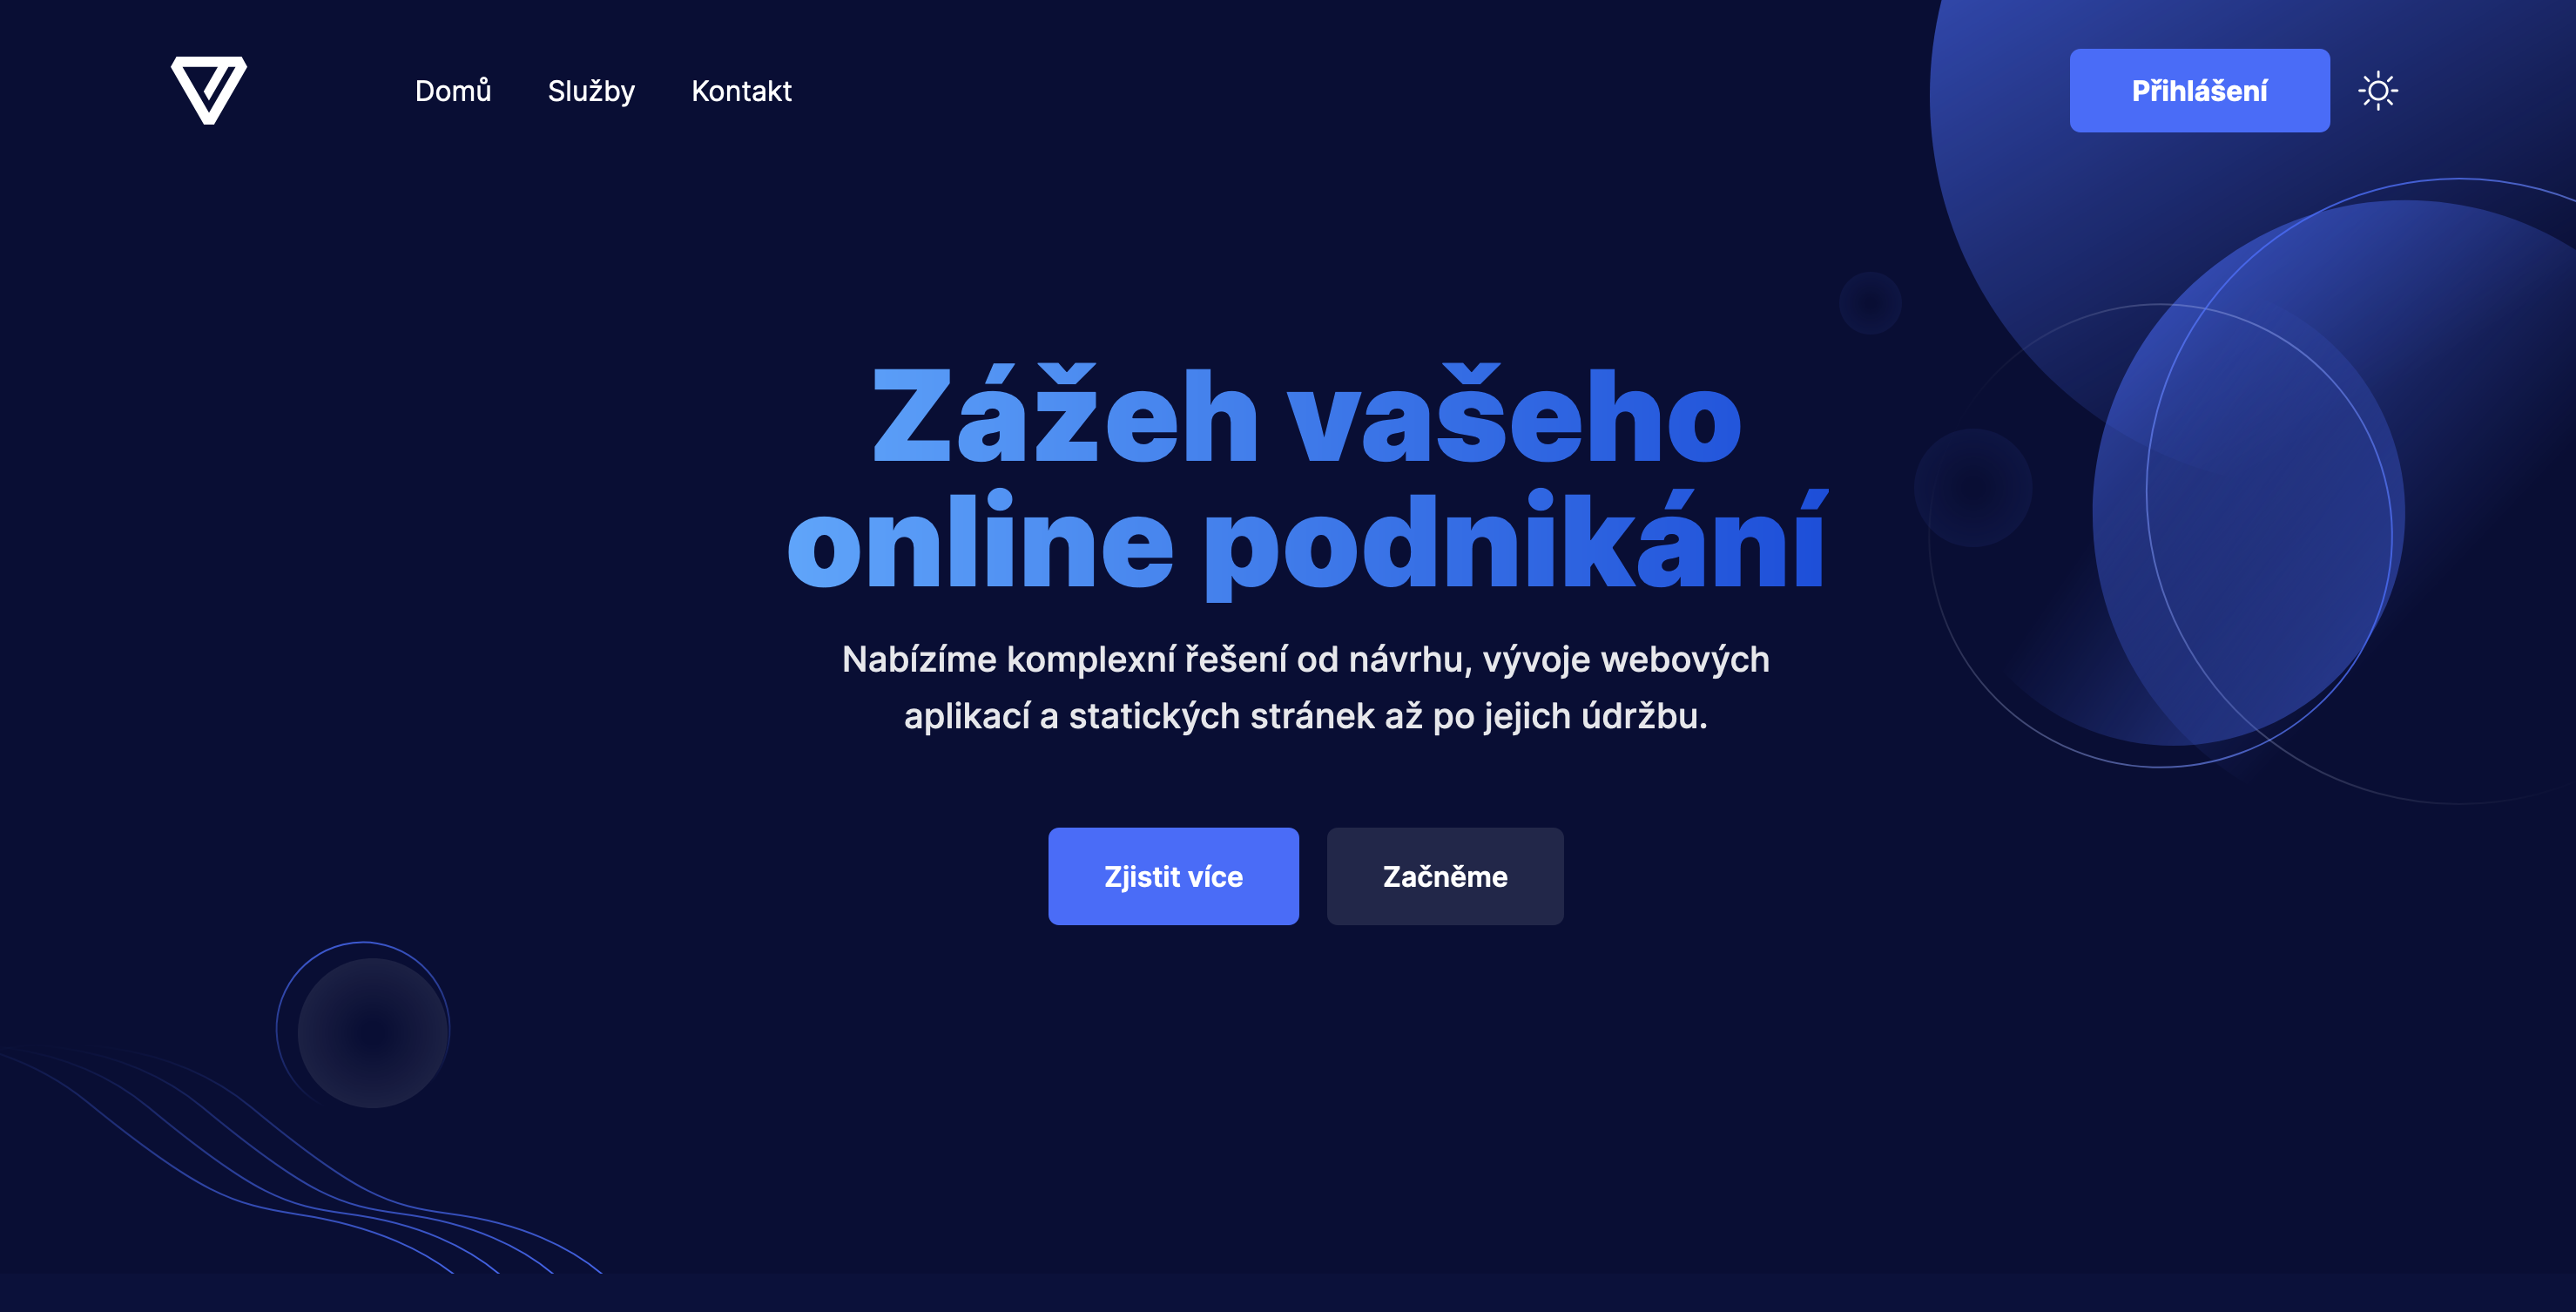 Domů Služby Kontakt Přihlášení
Zážeh vašeho
online podnikání
Nabízíme komplexní řešení od návrhu, vývoje webových
aplikací a statických stránek až po jejich údržbu.
Zjistit více Začněme